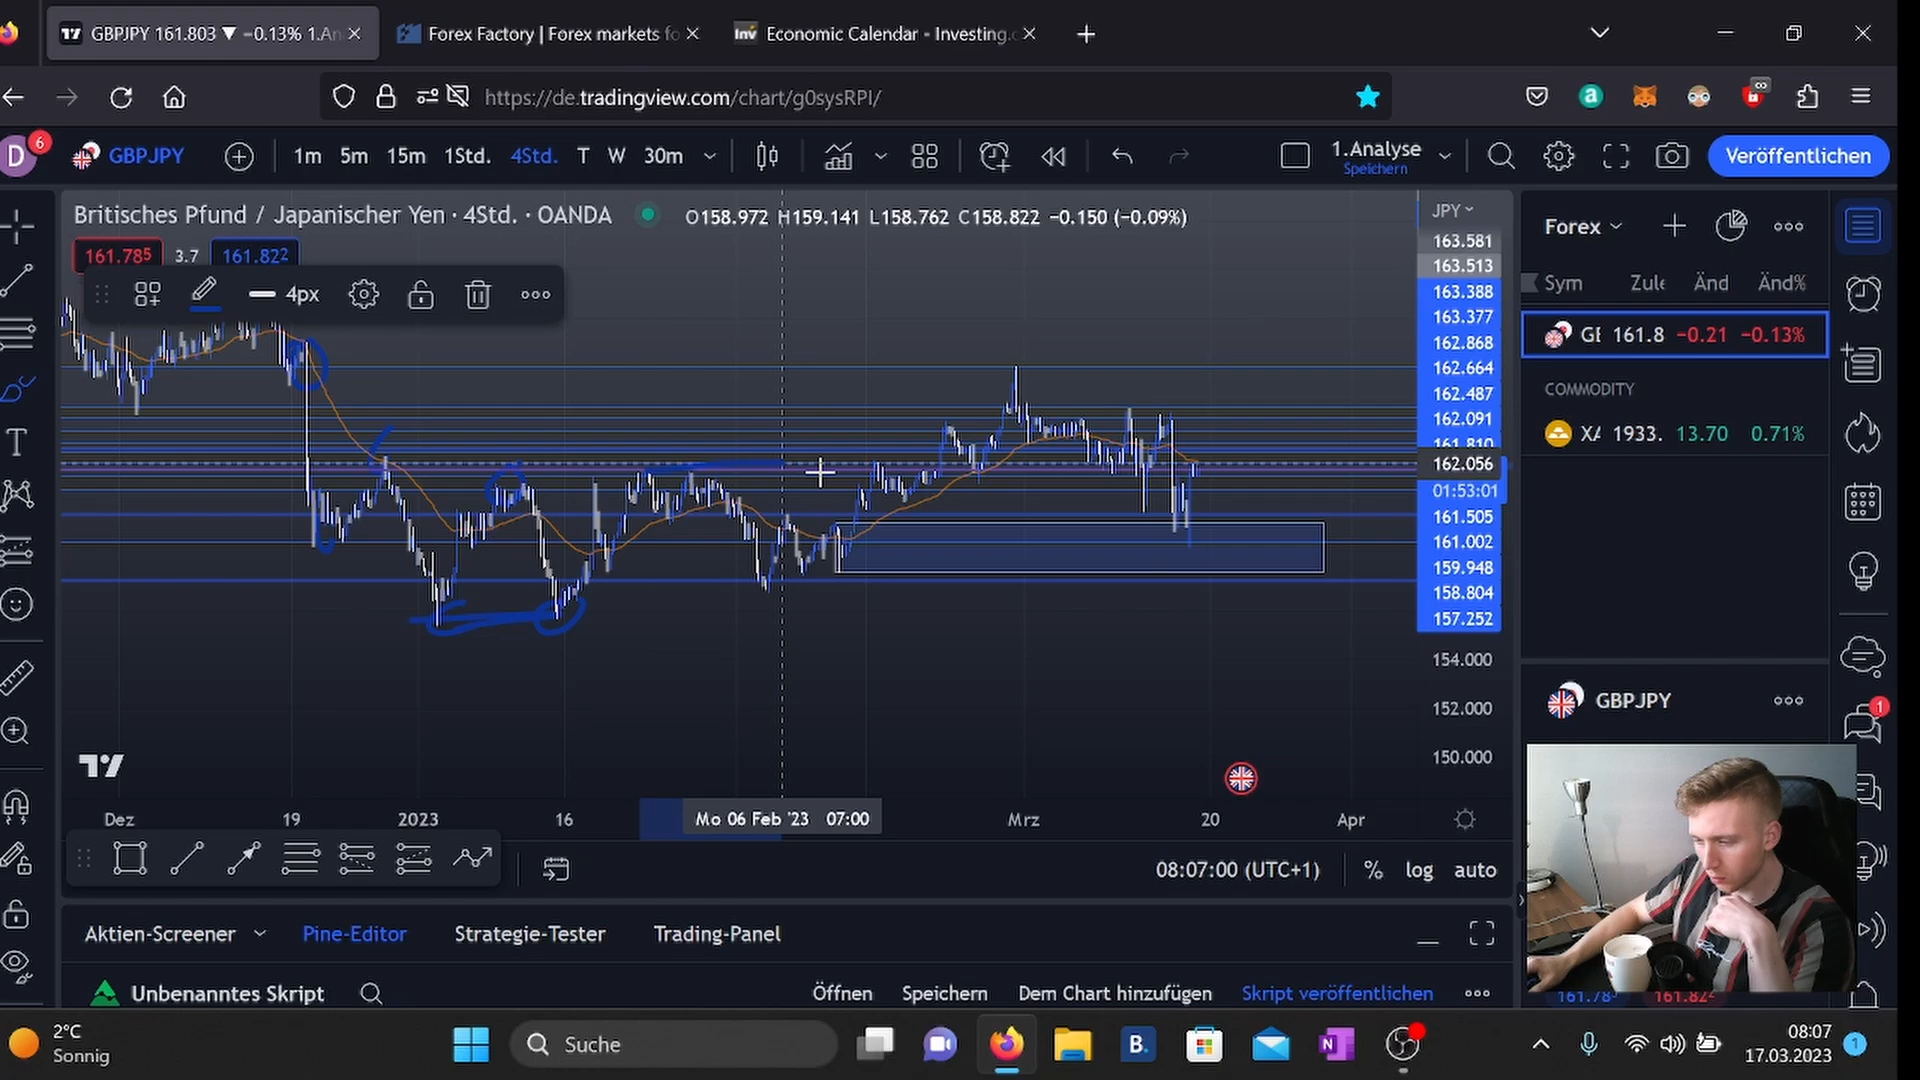 GBPJPY 161.803 ▼ −0.13% 1.An
Forex Factory | Forex markets fo
Inv
Economic Calendar - Investing.c
https://de.tradingview.com/chart/g0sysRPI/
D
6
GBPJPY
1m 5m 15m 1Std. 4Std. T W 30m
1.Analyse
Speichern
Veröffentlichen
Britisches Pfund / Japanischer Yen · 4Std. · OANDA
O158.972 H159.141 L158.762 C158.822 −0.150 (−0.09%)
161.785 3.7 161.822
4px
JPY
163.581
163.513
163.388
163.377
162.868
162.664
162.487
162.091
161.810
162.056
01:53:01
161.505
161.002
159.948
158.804
157.252
154.000
152.000
150.000
Forex
Sym Änd Änd%
161.8 −0.21 −0.13%
COMMODITY
1933. 13.70 0.71%
GBPJPY
1
Dez 19 2023 16 Mo 06 Feb '23 07:00 Mrz 20 Apr
08:07:00 (UTC+1) % log auto
Aktien-Screener Pine-Editor Strategie-Tester Trading-Panel
Unbenanntes Skript Öffnen Speichern Dem Chart hinzufügen Skript veröffentlichen
2°C
Sonnig
Suche
B.
N
08:07
17.03.2023
1